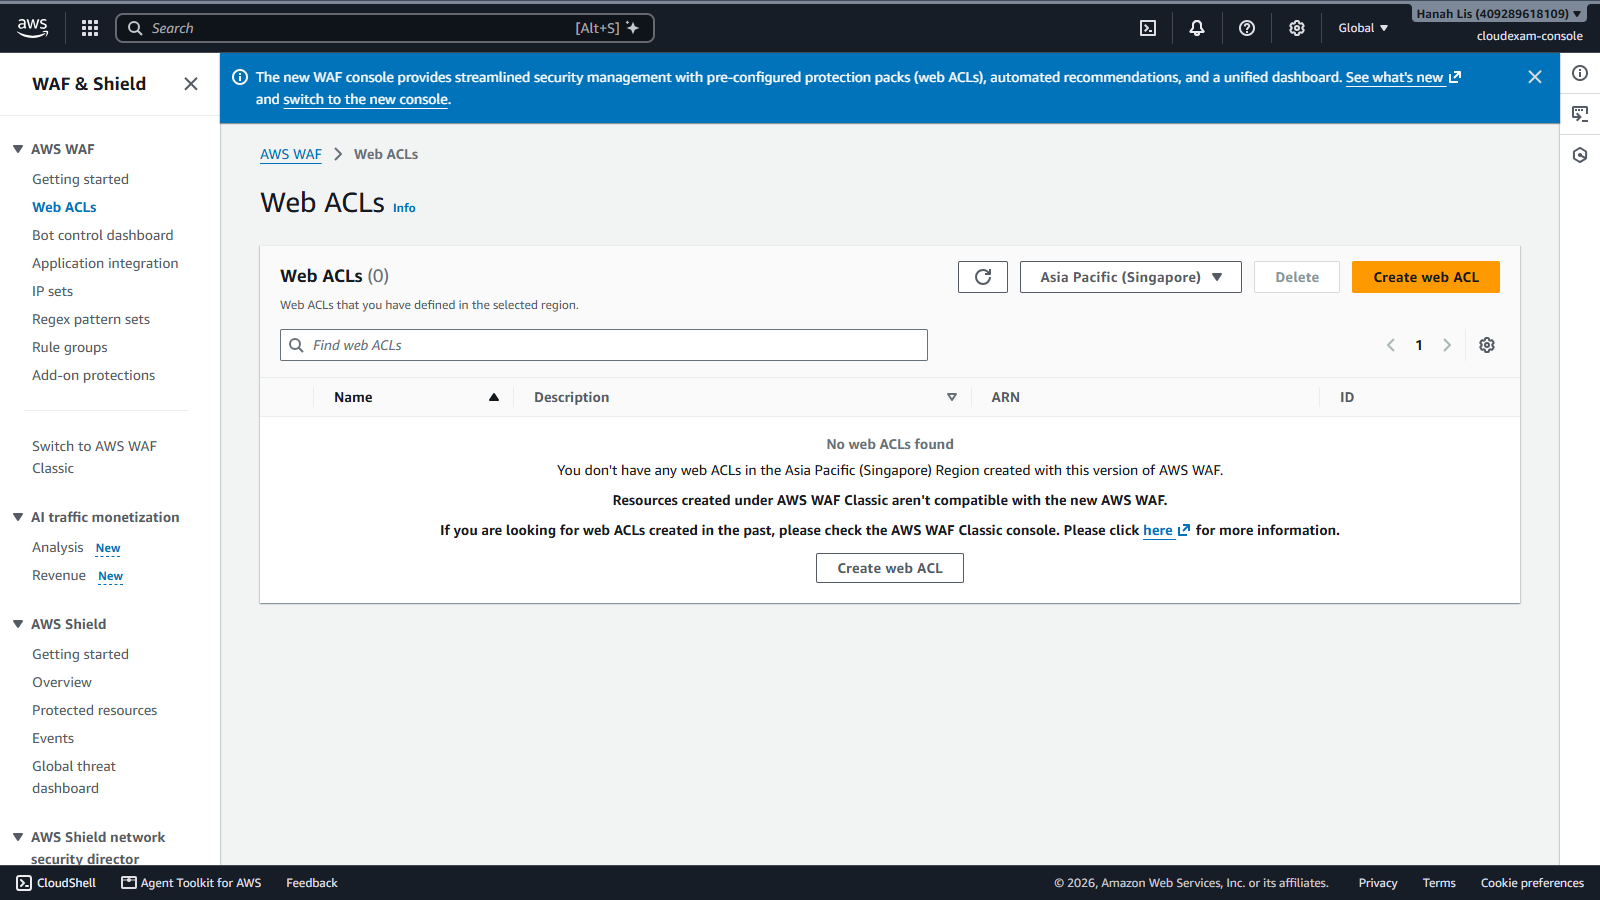 aws
Search
[Alt+S]
Global
Hanah Lis (409289618109)
cloudexam-console
WAF & Shield
The new WAF console provides streamlined security management with pre-configured protection packs (web ACLs), automated recommendations, and a unified dashboard. See what's new
and switch to the new console.
AWS WAF
Getting started
Web ACLs
Bot control dashboard
Application integration
IP sets
Regex pattern sets
Rule groups
Add-on protections
Switch to AWS WAF
Classic
AI traffic monetization
Analysis New
Revenue New
AWS Shield
Getting started
Overview
Protected resources
Events
Global threat
dashboard
AWS Shield network
security director
AWS WAF
Web ACLs
Web ACLs Info
Web ACLs (0)
Asia Pacific (Singapore)
Delete
Create web ACL
Web ACLs that you have defined in the selected region.
Find web ACLs
1
Name
Description
ARN
ID
No web ACLs found
You don't have any web ACLs in the Asia Pacific (Singapore) Region created with this version of AWS WAF.
Resources created under AWS WAF Classic aren't compatible with the new AWS WAF.
If you are looking for web ACLs created in the past, please check the AWS WAF Classic console. Please click here for more information.
Create web ACL
CloudShell
Agent Toolkit for AWS
Feedback
© 2026, Amazon Web Services, Inc. or its affiliates.
Privacy
Terms
Cookie preferences